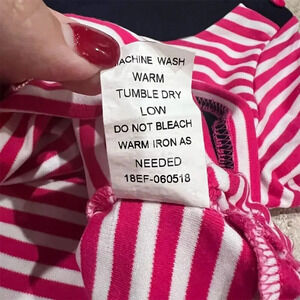 MACHINE WASH
WARM
TUMBLE DRY
LOW
DO NOT BLEACH
WARM IRON AS
NEEDED
18EF-060518